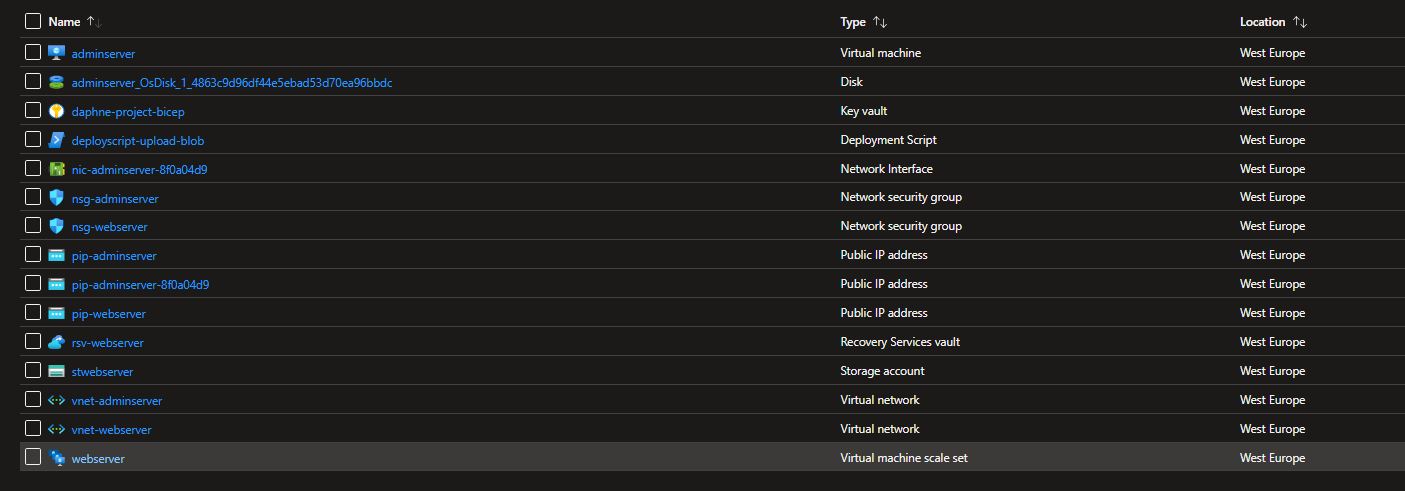 Name ↑↓ Type ↑↓ Location ↑↓
adminserver Virtual machine West Europe
adminserver_OsDisk_1_4863c9d96df44e5ebad53d70ea96bbdc Disk West Europe
daphne-project-bicep Key vault West Europe
deployscript-upload-blob Deployment Script West Europe
nic-adminserver-8f0a04d9 Network Interface West Europe
nsg-adminserver Network security group West Europe
nsg-webserver Network security group West Europe
pip-adminserver Public IP address West Europe
pip-adminserver-8f0a04d9 Public IP address West Europe
pip-webserver Public IP address West Europe
rsv-webserver Recovery Services vault West Europe
stwebserver Storage account West Europe
vnet-adminserver Virtual network West Europe
vnet-webserver Virtual network West Europe
webserver Virtual machine scale set West Europe